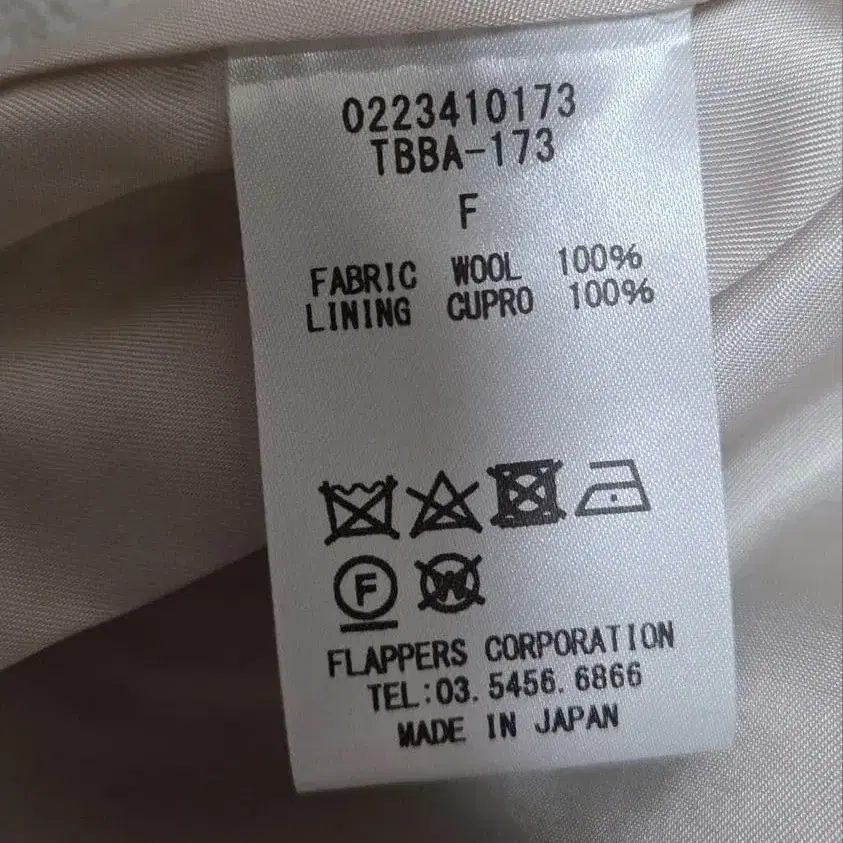 0223410173
TBBA-173
F
FABRIC WOOL 100%
LINING CUPRO 100%
F W
FLAPPERS CORPORATION
TEL:03. 5456. 6866
MADE IN JAPAN